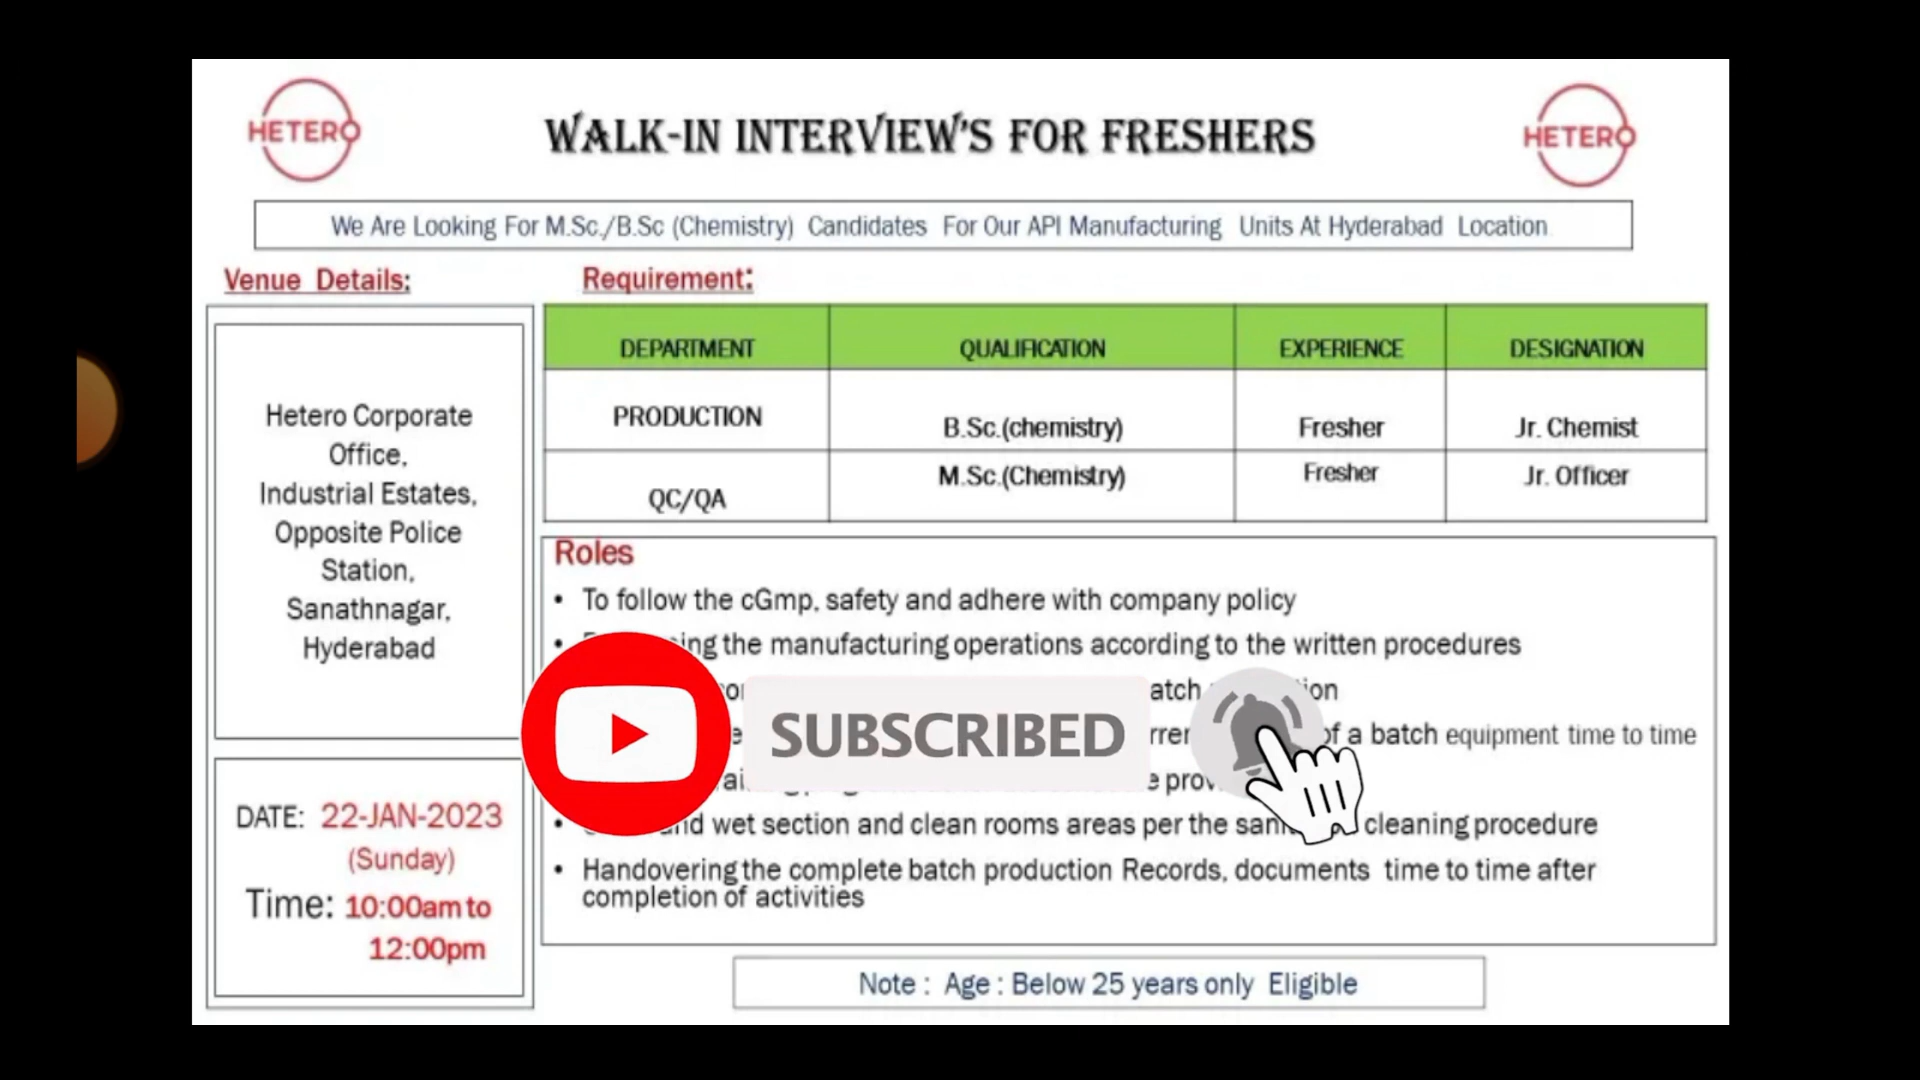 HETERO
WALK-IN INTERVIEW'S FOR FRESHERS
HETERO
We Are Looking For M.Sc./B.Sc (Chemistry) Candidates For Our API Manufacturing Units At Hyderabad Location
Venue Details:
Hetero Corporate
Office,
Industrial Estates,
Opposite Police
Station,
Sanathnagar,
Hyderabad
DATE: 22-JAN-2023
(Sunday)
Time: 10:00am to
12:00pm
Requirement:
DEPARTMENT QUALIFICATION EXPERIENCE DESIGNATION
PRODUCTION B.Sc.(chemistry) Fresher Jr. Chemist
QC/QA M.Sc.(Chemistry) Fresher Jr. Officer
Roles
• To follow the cGmp, safety and adhere with company policy
• the manufacturing operations according to the written procedures
of a batch equipment time to time
SUBSCRIBED
• wet section and clean rooms areas per the cleaning procedure
• Handovering the complete batch production Records, documents time to time after
completion of activities
Note : Age : Below 25 years only Eligible